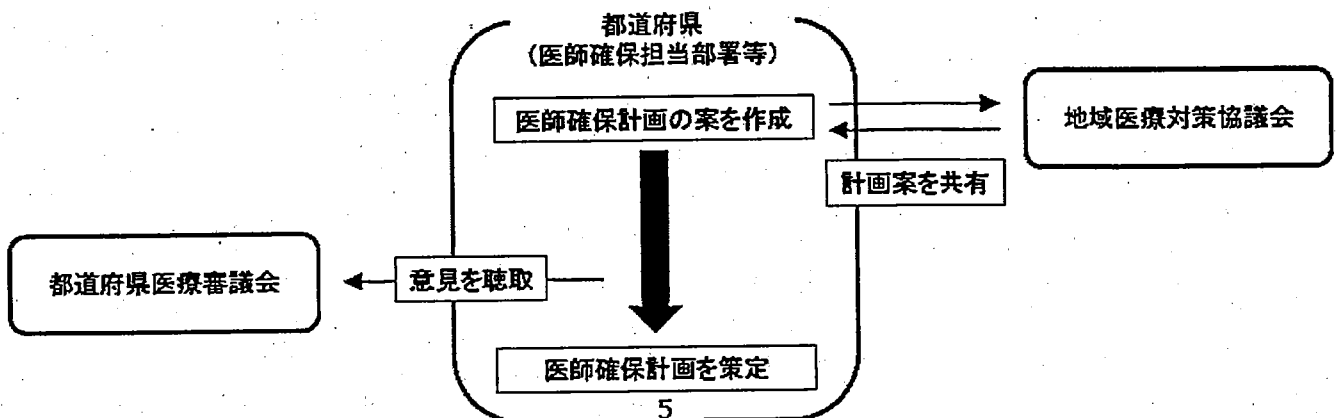 都道府県
(医師確保担当部署等)
医師確保計画の案を作成
地域医療対策協議会
計画案を共有
都道府県医療審議会
意見を聴取
医師確保計画を策定
5